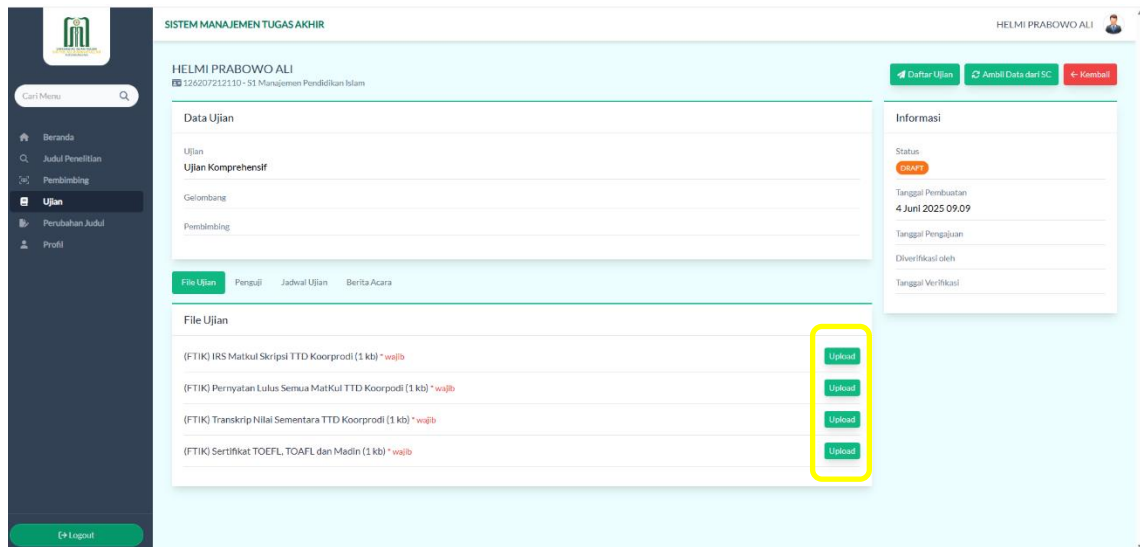 SISTEM MANAJEMEN TUGAS AKHIR
HELMI PRABOWO ALI
Cari Menu
Beranda
Judul Penelitian
Pembimbing
Ujian
Perubahan Judul
Profil
Logout
HELMI PRABOWO ALI
126207212110 - S1 Manajemen Pendidikan Islam
Daftar Ujian
Ambil Data dari SC
Kembali
Data Ujian
Ujian
Ujian Komprehensif
Gelombang
Pembimbing
Informasi
Status
DRAFT
Tanggal Pembuatan
4 Juni 2025 09.09
Tanggal Pengajuan
Diverifikasi oleh
Tanggal Verifikasi
File Ujian Penguji Jadwal Ujian Berita Acara
File Ujian
(FTIK) IRS Matkul Skripsi TTD Koorprodi (1 kb) * wajib Upload
(FTIK) Pernyatan Lulus Semua MatKul TTD Koorpodi (1 kb) * wajib Upload
(FTIK) Transkrip Nilai Sementara TTD Koorprodi (1 kb) * wajib Upload
(FTIK) Sertifikat TOEFL, TOAFL dan Madin (1 kb) * wajib Upload